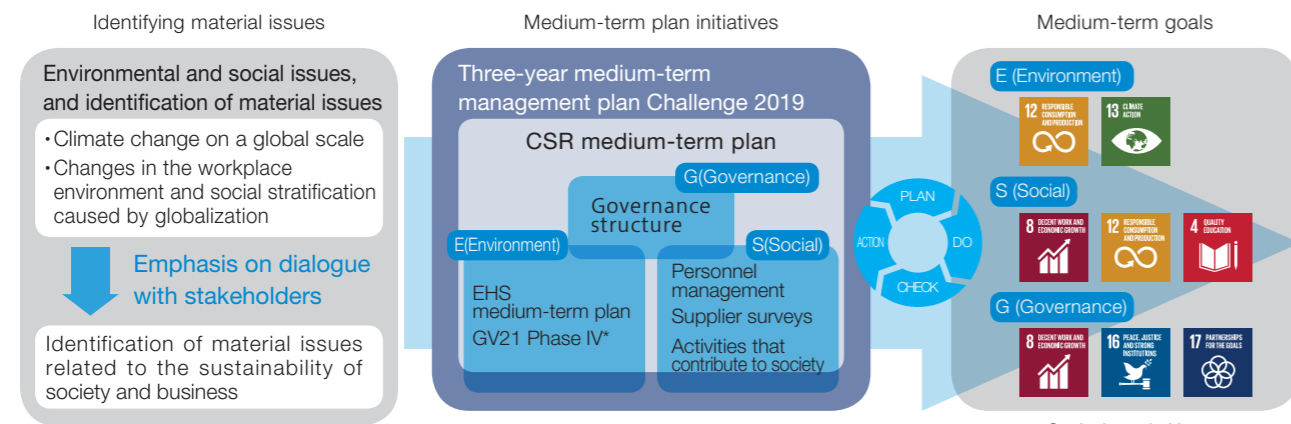 Identifying material issues
Environmental and social issues,
and identification of material issues
・Climate change on a global scale
・Changes in the workplace
environment and social stratification
caused by globalization
Emphasis on dialogue
with stakeholders
Identification of material issues
related to the sustainability of
society and business
Medium-term plan initiatives
Three-year medium-term
management plan Challenge 2019
CSR medium-term plan
G(Governance)
Governance
structure
E(Environment)
EHS
medium-term plan
GV21 Phase IV*
S(Social)
Personnel
management
Supplier surveys
Activities that
contribute to society
PLAN
DO
CHECK
ACTION
Medium-term goals
E (Environment)
12 RESPONSIBLE
CONSUMPTION
AND PRODUCTION
13 CLIMATE
ACTION
S (Social)
8 DECENT WORK AND
ECONOMIC GROWTH
12 RESPONSIBLE
CONSUMPTION
AND PRODUCTION
4 QUALITY
EDUCATION
G (Governance)
8 DECENT WORK AND
ECONOMIC GROWTH
16 PEACE, JUSTICE
AND STRONG
INSTITUTIONS
17 PARTNERSHIPS
FOR THE GOALS